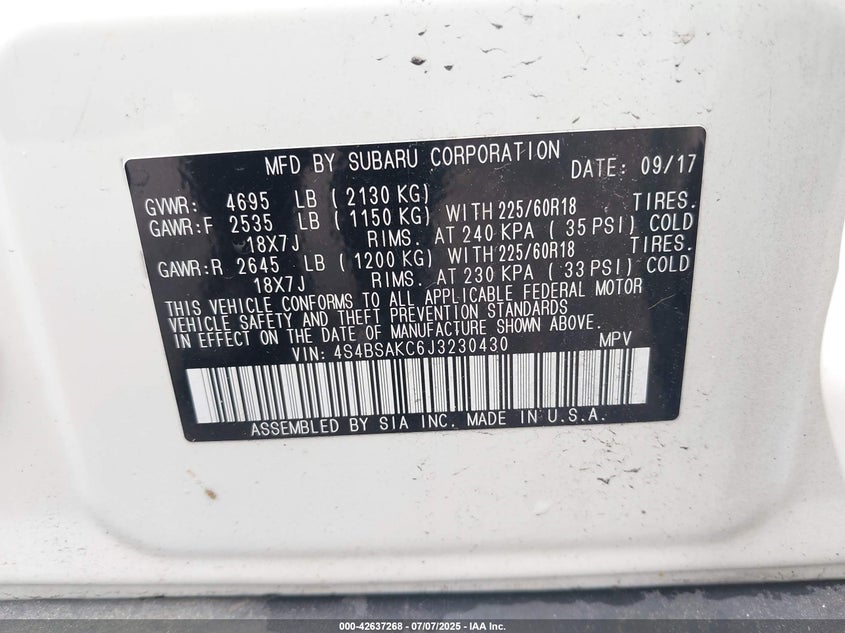 MFD BY SUBARU CORPORATION DATE: 09/17
GVWR: 4695 LB ( 2130 KG)
GAWR:F 2535 LB ( 1150 KG) WITH 225/60R18 TIRES.
18X7J RIMS. AT 240 KPA ( 35 PSI) COLD
GAWR:R 2645 LB ( 1200 KG) WITH 225/60R18 TIRES.
18X7J RIMS. AT 230 KPA ( 33 PSI) COLD
THIS VEHICLE CONFORMS TO ALL APPLICABLE FEDERAL MOTOR
VEHICLE SAFETY AND THEFT PREVENTION STANDARDS
IN EFFECT ON THE DATE OF MANUFACTURE SHOWN ABOVE.
VIN: 4S4BSAKC6J3230430 MPV
ASSEMBLED BY SIA INC. MADE IN U.S.A.
000-42637268 - 07/07/2025 - IAA Inc.